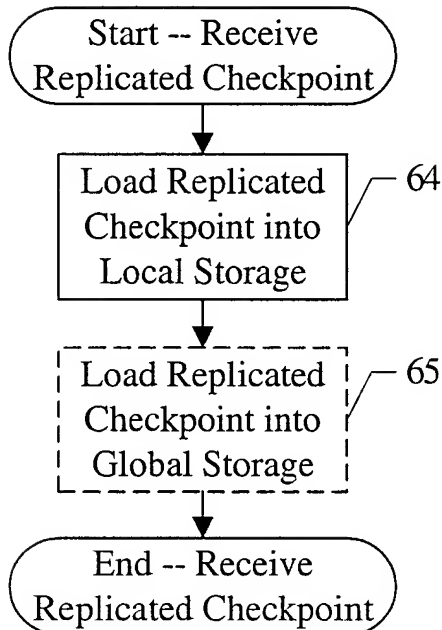 Start -- Receive
Replicated Checkpoint
Load Replicated
Checkpoint into
Local Storage
64
Load Replicated
Checkpoint into
Global Storage
65
End -- Receive
Replicated Checkpoint